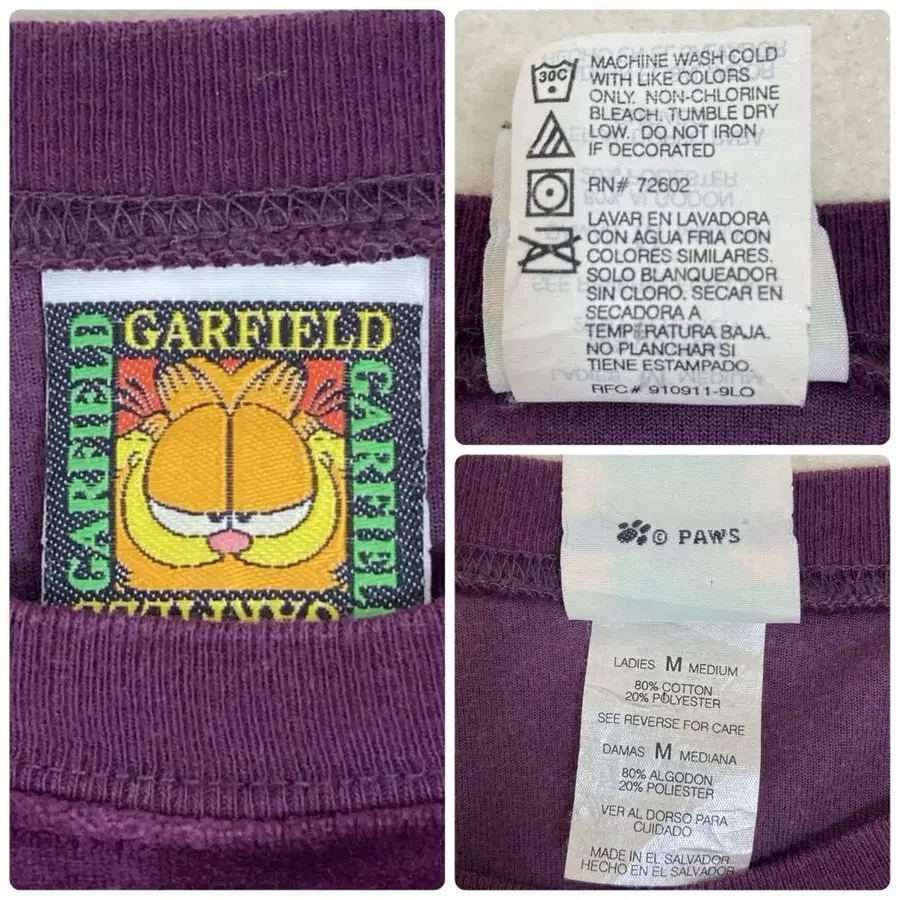 GARFIELD
GARFIELD
GARFIEL
GARFIELD
30C
MACHINE WASH COLD
WITH LIKE COLORS
ONLY. NON-CHLORINE
BLEACH. TUMBLE DRY
LOW. DO NOT IRON
IF DECORATED
RN# 72602
LAVAR EN LAVADORA
CON AGUA FRIA CON
COLORES SIMILARES.
SOLO BLANQUEADOR
SIN CLORO. SECAR EN
SECADORA A
TEMPERATURA BAJA.
NO PLANCHAR SI
TIENE ESTAMPADO.
RFC# 910911-9LO
© PAWS
LADIES M MEDIUM
80% COTTON
20% POLYESTER
SEE REVERSE FOR CARE
DAMAS M MEDIANA
80% ALGODON
20% POLIESTER
VER AL DORSO PARA
CUIDADO
MADE IN EL SALVADOR
HECHO EN EL SALVADOR